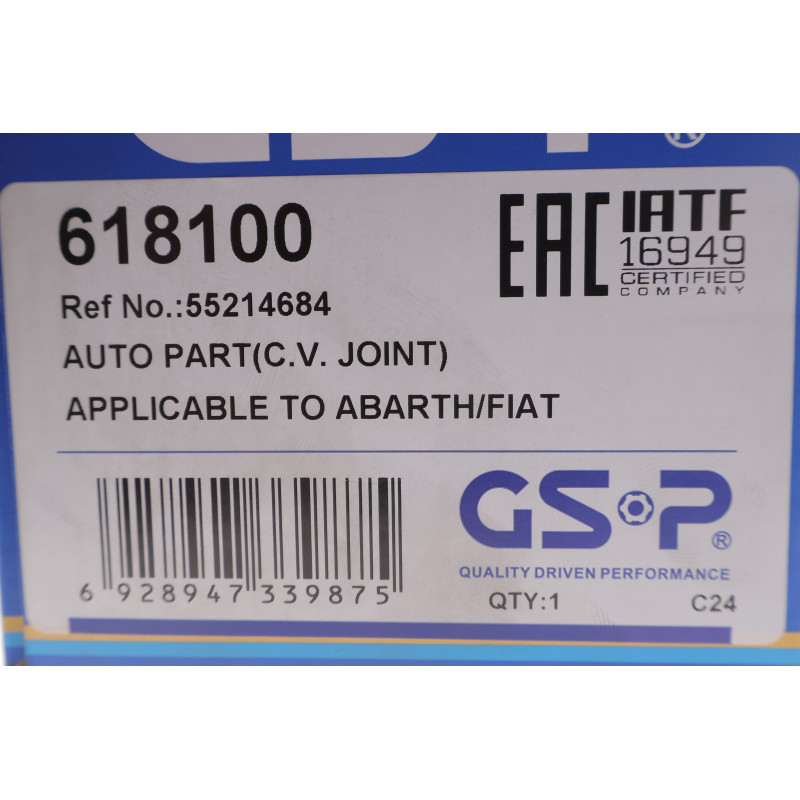 618100
EAC
IATF
16949
CERTIFIED
COMPANY
Ref No.:55214684
AUTO PART(C.V. JOINT)
APPLICABLE TO ABARTH/FIAT
6 928947 339875
GSP®
QUALITY DRIVEN PERFORMANCE
QTY:1
C24